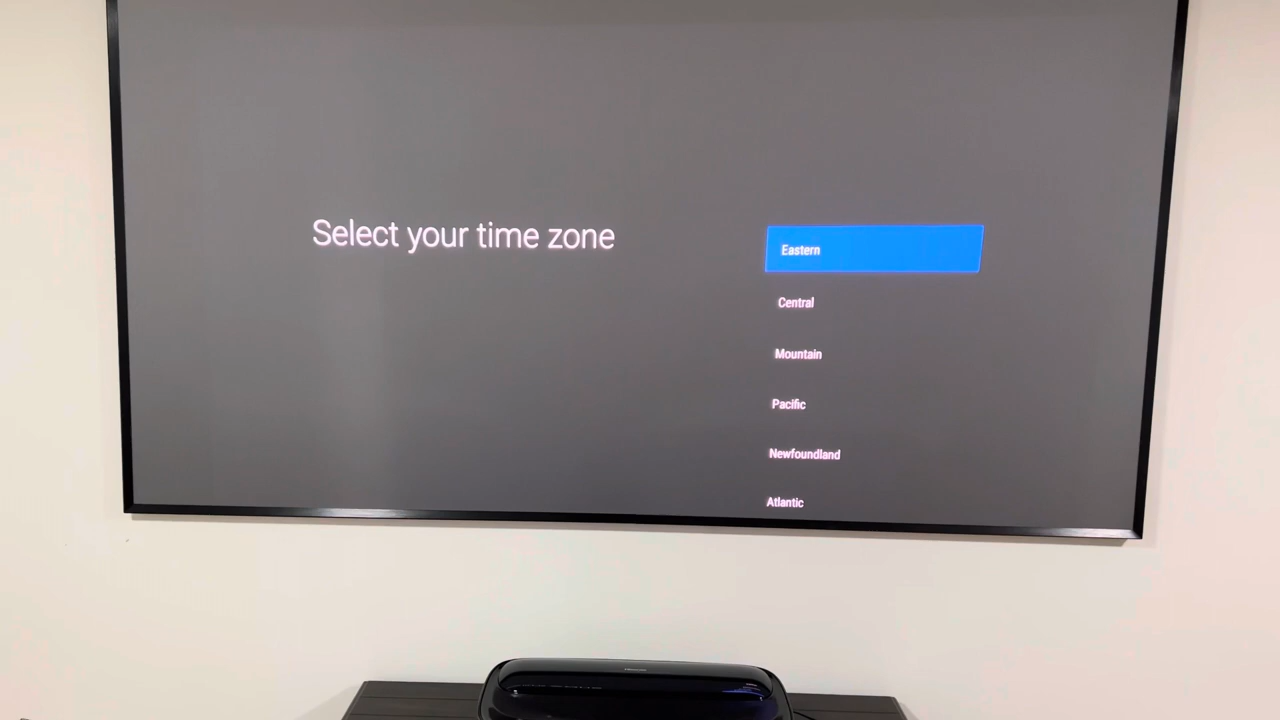 Select your time zone
Eastern
Central
Mountain
Pacific
Newfoundland
Atlantic